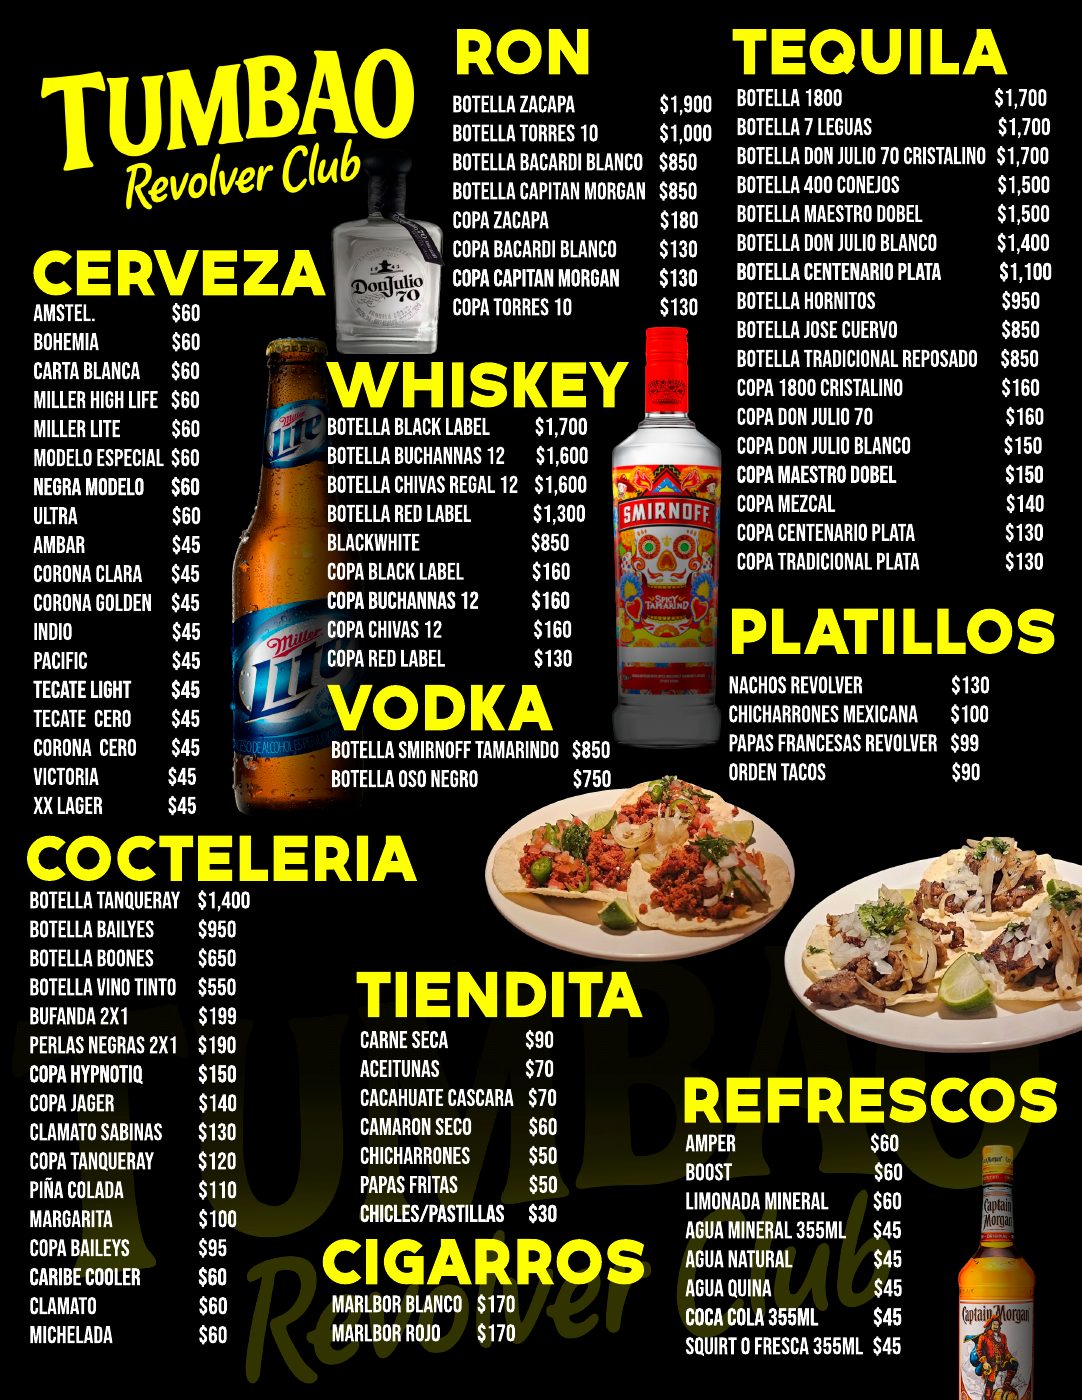 TUMBAO
Revolver Club
CERVEZA
AMSTEL. $60
BOHEMIA $60
CARTA BLANCA $60
MILLER HIGH LIFE $60
MILLER LITE $60
MODELO ESPECIAL $60
NEGRA MODELO $60
ULTRA $60
AMBAR $45
CORONA CLARA $45
CORONA GOLDEN $45
INDIO $45
PACIFIC $45
TECATE LIGHT $45
TECATE CERO $45
CORONA CERO $45
VICTORIA $45
XX LAGER $45
RON
BOTELLA ZACAPA $1,900
BOTELLA TORRES 10 $1,000
BOTELLA BACARDI BLANCO $850
BOTELLA CAPITAN MORGAN $850
COPA ZACAPA $180
COPA BACARDI BLANCO $130
COPA CAPITAN MORGAN $130
COPA TORRES 10 $130
TEQUILA
BOTELLA 1800 $1,700
BOTELLA 7 LEGUAS $1,700
BOTELLA DON JULIO 70 CRISTALINO $1,700
BOTELLA 400 CONEJOS $1,500
BOTELLA MAESTRO DOBEL $1,500
BOTELLA DON JULIO BLANCO $1,400
BOTELLA CENTENARIO PLATA $1,100
BOTELLA HORNITOS $950
BOTELLA JOSE CUERVO $850
BOTELLA TRADICIONAL REPOSADO $850
COPA 1800 CRISTALINO $160
COPA DON JULIO 70 $160
COPA DON JULIO BLANCO $150
COPA MAESTRO DOBEL $150
COPA MEZCAL $140
COPA CENTENARIO PLATA $130
COPA TRADICIONAL PLATA $130
WHISKEY
BOTELLA BLACK LABEL $1,700
BOTELLA BUCHANNAS 12 $1,600
BOTELLA CHIVAS REGAL 12 $1,600
BOTELLA RED LABEL $1,300
BLACKWHITE $850
COPA BLACK LABEL $160
COPA BUCHANNAS 12 $160
COPA CHIVAS 12 $160
COPA RED LABEL $130
VODKA
BOTELLA SMIRNOFF TAMARINDO $850
BOTELLA OSO NEGRO $750
PLATILLOS
NACHOS REVOLVER $130
CHICHARRONES MEXICANA $100
PAPAS FRANCESAS REVOLVER $99
ORDEN TACOS $90
COCTELERIA
BOTELLA TANQUERAY $1,400
BOTELLA BAILYES $950
BOTELLA BOONES $650
BOTELLA VINO TINTO $550
BUFANDA 2X1 $199
PERLAS NEGRAS 2X1 $190
COPA HYPNOTIQ $150
COPA JAGER $140
CLAMATO SABINAS $130
COPA TANQUERAY $120
PIÑA COLADA $110
MARGARITA $100
COPA BAILEYS $95
CARIBE COOLER $60
CLAMATO $60
MICHELADA $60
TIENDITA
CARNE SECA $90
ACEITUNAS $70
CACAHUATE CASCARA $70
CAMARON SECO $60
CHICHARRONES $50
PAPAS FRITAS $50
CHICLES/PASTILLAS $30
CIGARROS
MARLBOR BLANCO $170
MARLBOR ROJO $170
REFRESCOS
AMPER $60
BOOST $60
LIMONADA MINERAL $60
AGUA MINERAL 355ML $45
AGUA NATURAL $45
AGUA QUINA $45
COCA COLA 355ML $45
SQUIRT O FRESCA 355ML $45
Don Julio
70
Miller
Lite
Miller
Lite
SMIRNOFF
SPICY
TAMARIND
Captain
Morgan
Captain Morgan
TUMBAO
Revolver Club